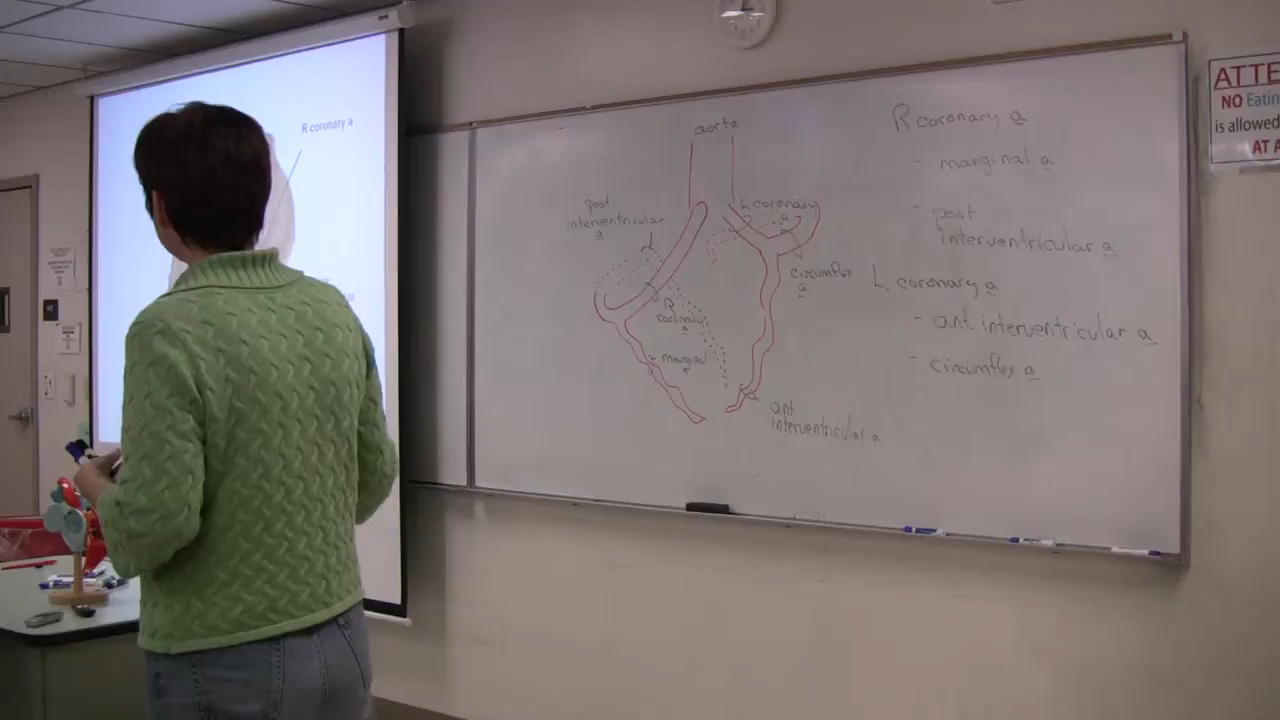 R coronary a
aorta
post.
interventricular
a
L coronary
a
circumflex
a
R
coronary
a
marginal
a
ant.
interventricular a
R coronary a
- marginal a
- post
interventricular a
L coronary a
- ant. interventricular a
- circumflex a
ATTE
NO Eatin
is allowed
AT A